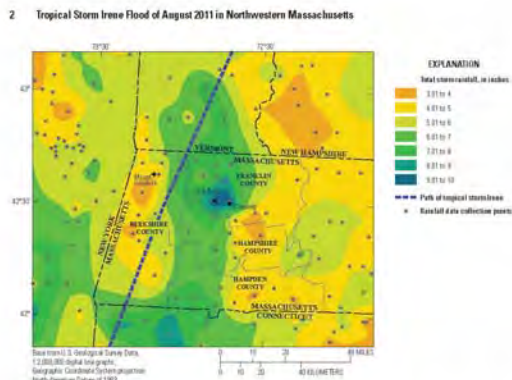 2 Tropical Storm Irene Flood of August 2011 in Northwestern Massachusetts
73°30'
72°30'
43°
EXPLANATION
Total storm rainfall, in inches
3.01 to 4
4.01 to 5
5.01 to 6
6.01 to 7
7.01 to 8
8.01 to 9
9.01 to 10
Path of tropical storm Irene
Rainfall data collection points
VERMONT
NEW HAMPSHIRE
MASSACHUSETTS
FRANKLIN
COUNTY
42°30'
NEW YORK
MASSACHUSETTS
BERKSHIRE
COUNTY
HAMPSHIRE
COUNTY
HAMPDEN
COUNTY
MASSACHUSETTS
CONNECTICUT
42°
Base from U.S. Geological Survey Data,
1:2,000,000 digital line graphs,
Geographic Coordinate System projection
North American Datum of 1983
0 10 20 40 MILES
0 10 20 40 KILOMETERS